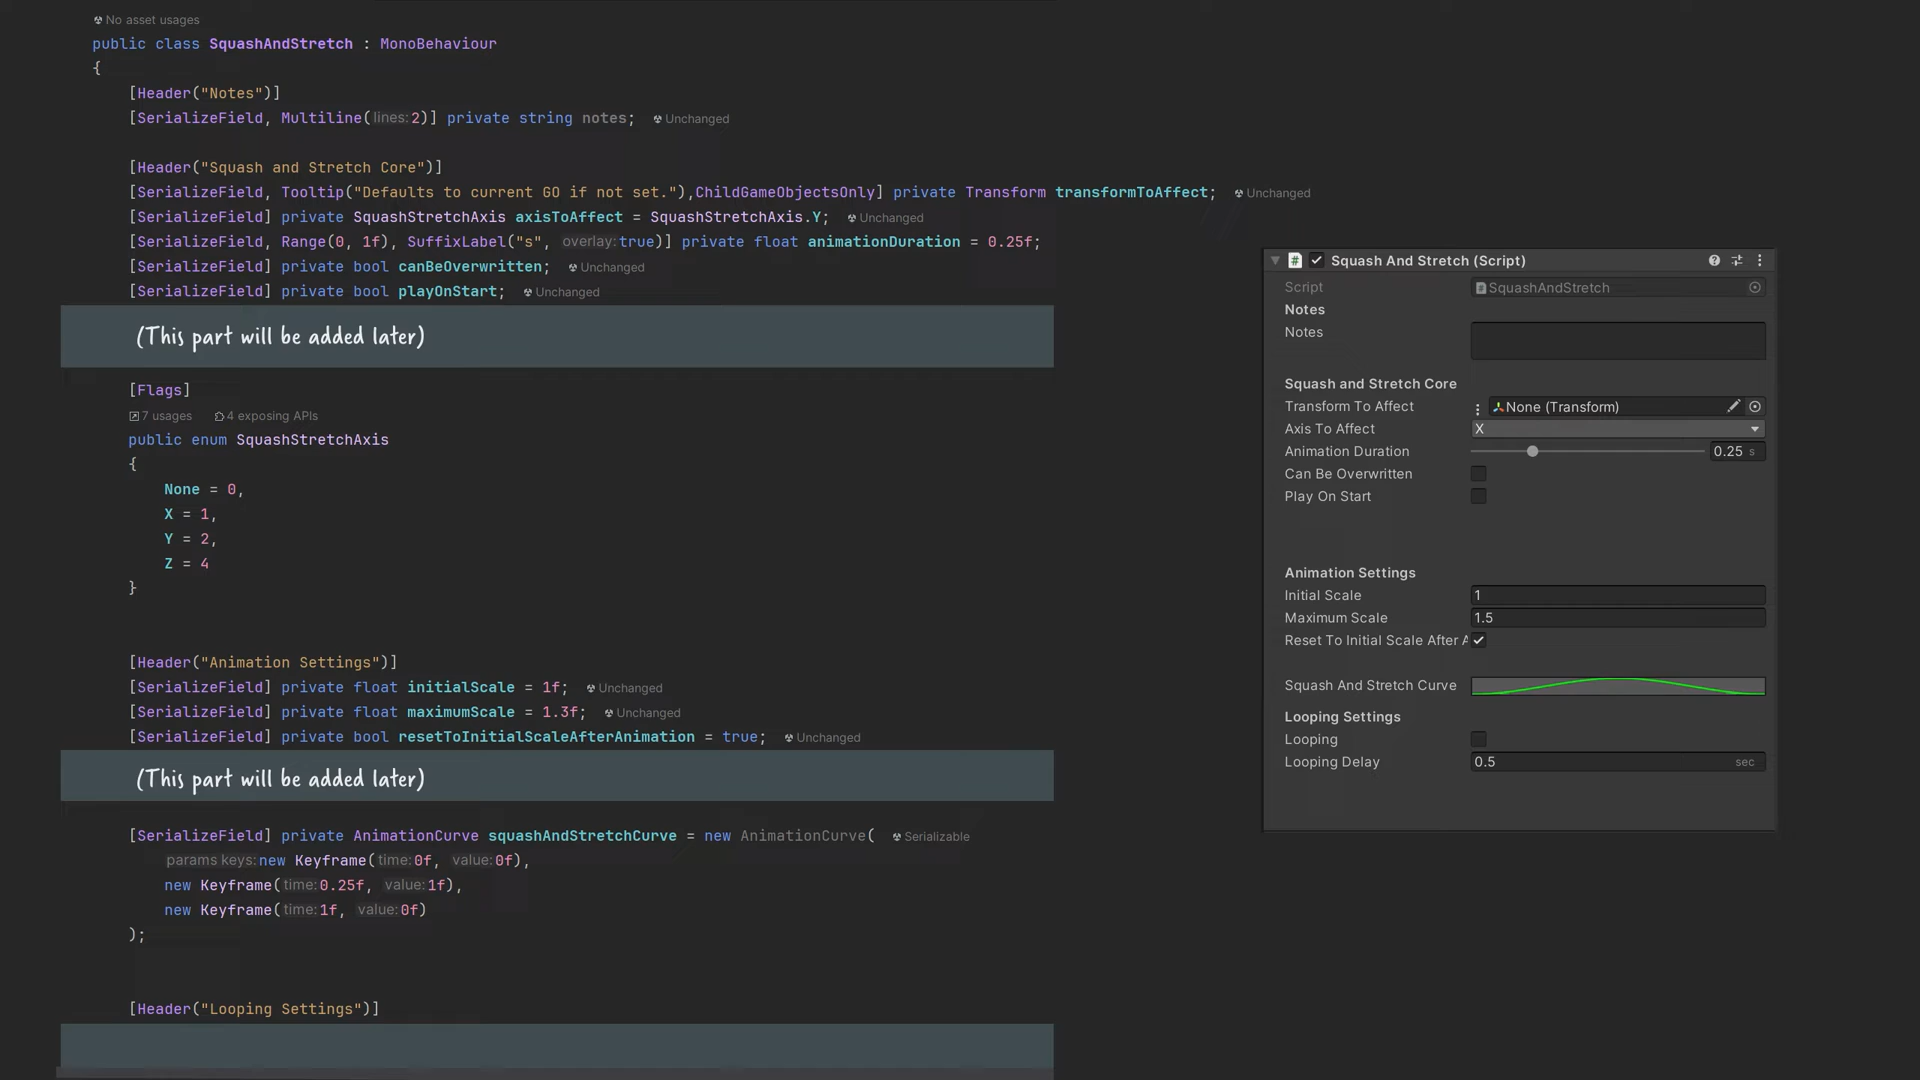 No asset usages
public class SquashAndStretch : MonoBehaviour
{
[Header("Notes")]
[SerializeField, Multiline(lines:2)] private string notes; Unchanged
[Header("Squash and Stretch Core")]
[SerializeField, Tooltip("Defaults to current GO if not set."),ChildGameObjectsOnly] private Transform transformToAffect; Unchanged
[SerializeField] private SquashStretchAxis axisToAffect = SquashStretchAxis.Y; Unchanged
[SerializeField, Range(0, 1f), SuffixLabel("s", overlay:true)] private float animationDuration = 0.25f;
[SerializeField] private bool canBeOverwritten; Unchanged
[SerializeField] private bool playOnStart; Unchanged
(This part will be added later)
[Flags]
7 usages 4 exposing APIs
public enum SquashStretchAxis
{
None = 0,
X = 1,
Y = 2,
Z = 4
}
[Header("Animation Settings")]
[SerializeField] private float initialScale = 1f; Unchanged
[SerializeField] private float maximumScale = 1.3f; Unchanged
[SerializeField] private bool resetToInitialScaleAfterAnimation = true; Unchanged
(This part will be added later)
[SerializeField] private AnimationCurve squashAndStretchCurve = new AnimationCurve( Serializable
params keys:new Keyframe(time:0f, value:0f),
new Keyframe(time:0.25f, value:1f),
new Keyframe(time:1f, value:0f)
);
[Header("Looping Settings")]
# Squash And Stretch (Script)
Script # SquashAndStretch
Notes
Notes
Squash and Stretch Core
Transform To Affect None (Transform)
Axis To Affect X
Animation Duration 0.25 s
Can Be Overwritten
Play On Start
Animation Settings
Initial Scale 1
Maximum Scale 1.5
Reset To Initial Scale After A
Squash And Stretch Curve
Looping Settings
Looping
Looping Delay 0.5 sec